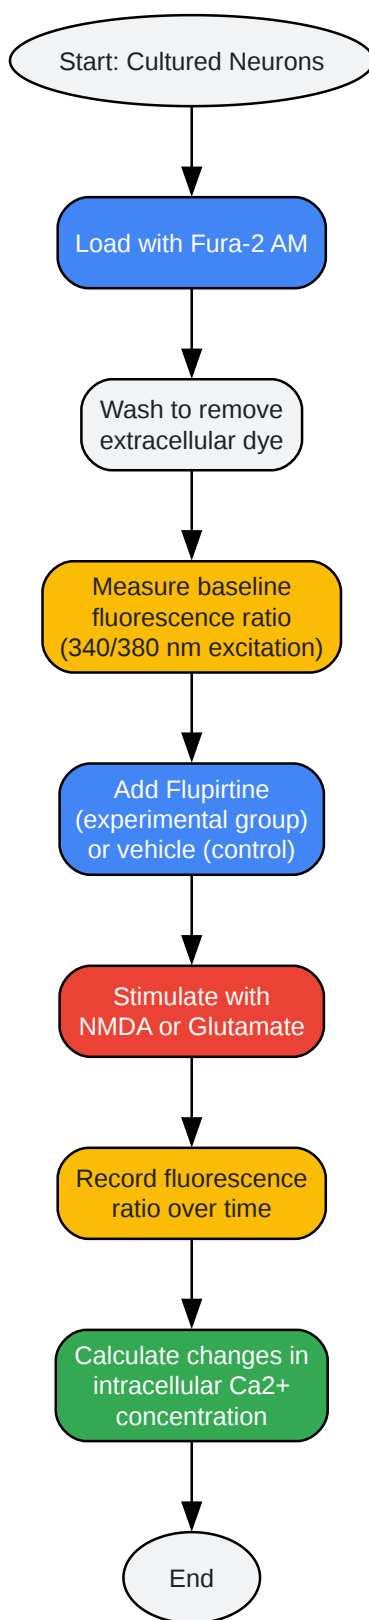 Start: Cultured Neurons
Load with Fura-2 AM
Wash to remove
extracellular dye
Measure baseline
fluorescence ratio
(340/380 nm excitation)
Add Flupirtine
(experimental group)
or vehicle (control)
Stimulate with
NMDA or Glutamate
Record fluorescence
ratio over time
Calculate changes in
intracellular Ca2+
concentration
End